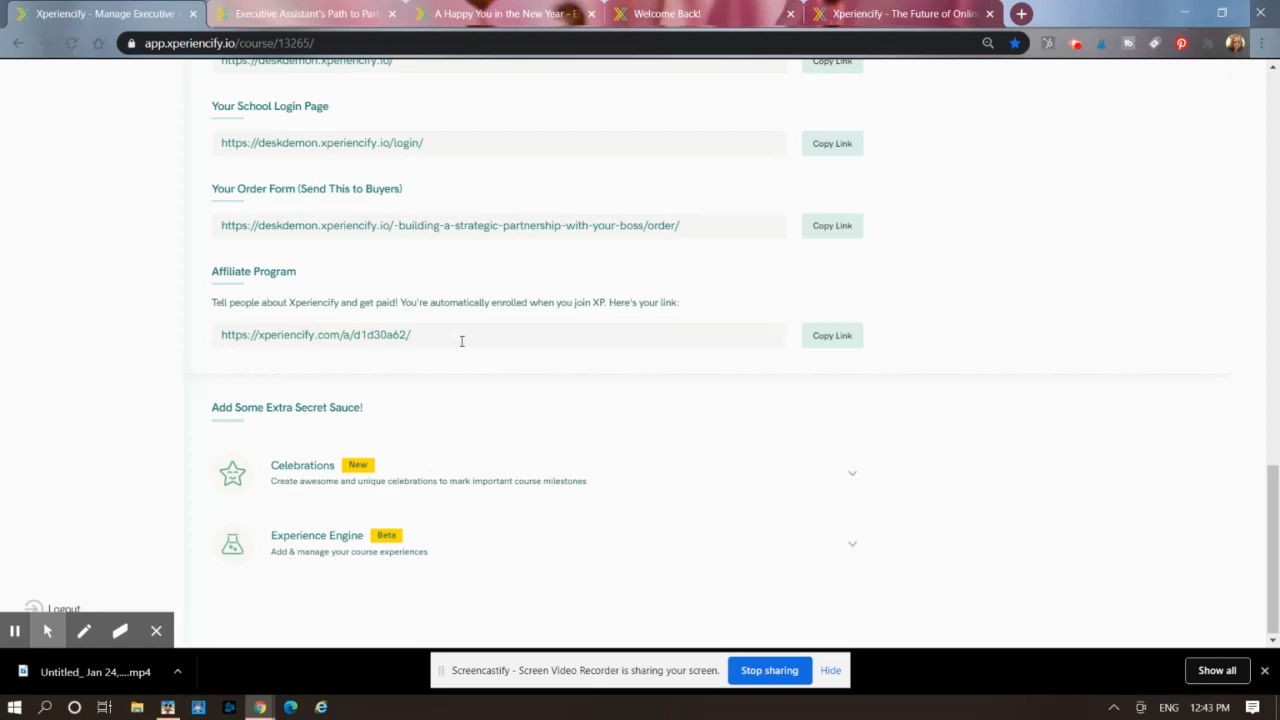 Xperiencify - Manage Executive
Executive Assistant's Path to Part
A Happy You in the New Year - E
Welcome Back!
Xperiencify - The Future of Onlin
app.xperiencify.io/course/13265/
https://deskdemon.xperiencify.io/
Copy Link
Your School Login Page
https://deskdemon.xperiencify.io/login/
Copy Link
Your Order Form (Send This to Buyers)
https://deskdemon.xperiencify.io/-building-a-strategic-partnership-with-your-boss/order/
Copy Link
Affiliate Program
Tell people about Xperiencify and get paid! You're automatically enrolled when you join XP. Here's your link:
https://xperiencify.com/a/d1d30a62/
Copy Link
Add Some Extra Secret Sauce!
Celebrations New
Create awesome and unique celebrations to mark important course milestones
Experience Engine Beta
Add & manage your course experiences
Logout
Untitled_ Jan 24,....mp4
Screencastify - Screen Video Recorder is sharing your screen.
Stop sharing
Hide
Show all
ENG 12:43 PM